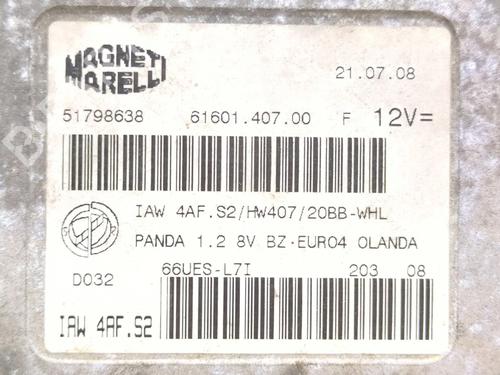 MAGNETI MARELLI
21.07.08
51798638 61601.407.00 F 12V=
IAW 4AF.S2/HW407/20BB-WHL
PANDA 1.2 8V BZ·EURO4 OLANDA
D032 66UES-L7I 203 08
IAW 4AF.S2